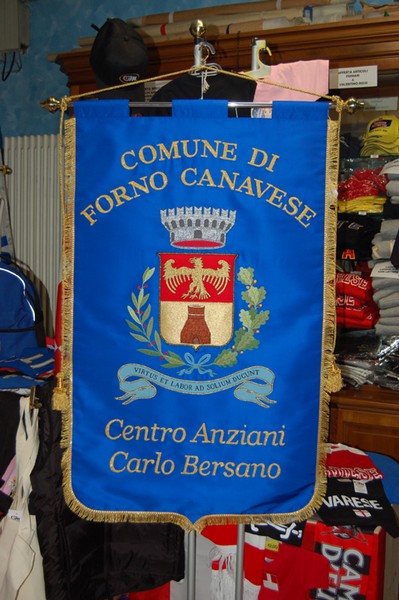 COMUNE DI
FORNO CANAVESE
VIRTUS ET LABOR AD SOLIUM DUCUNT
Centro Anziani
Carlo Bersano
VARESE